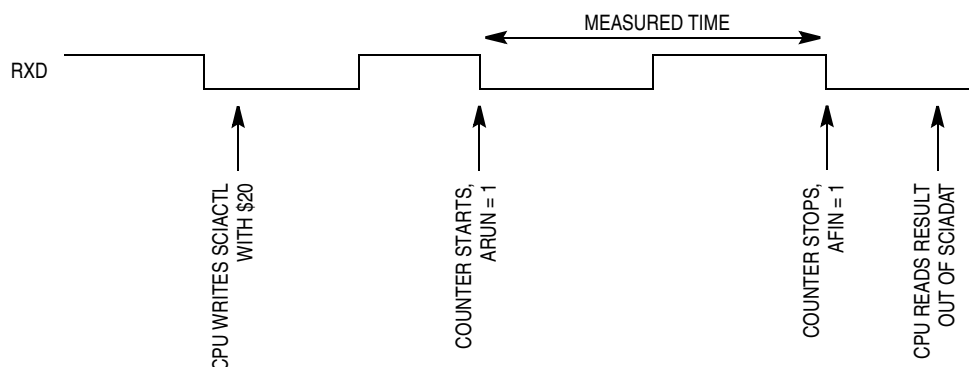 MEASURED TIME
RXD
CPU WRITES SCIACTL
WITH $20
COUNTER STARTS,
ARUN = 1
COUNTER STOPS,
AFIN = 1
CPU READS RESULT
OUT OF SCIADAT